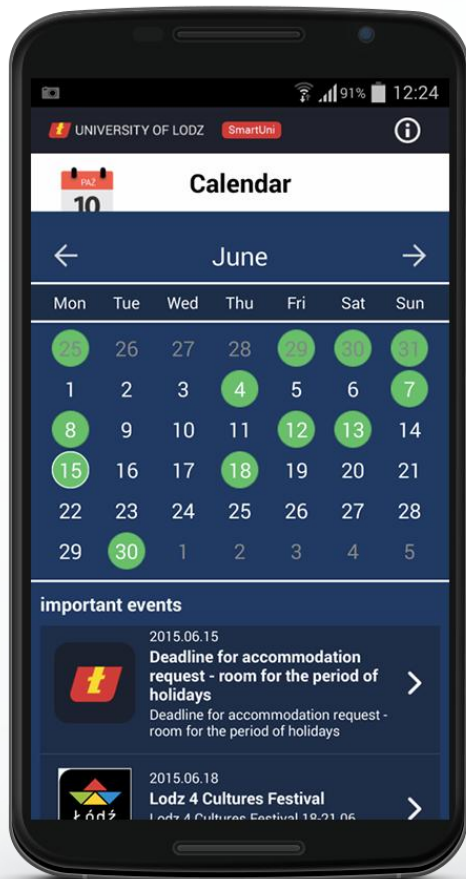 91% 12:24
t UNIVERSITY OF LODZ SmartUni i
PAŹ
10
Calendar
June
Mon Tue Wed Thu Fri Sat Sun
25 26 27 28 29 30 31
1 2 3 4 5 6 7
8 9 10 11 12 13 14
15 16 17 18 19 20 21
22 23 24 25 26 27 28
29 30 1 2 3 4 5
important events
2015.06.15
Deadline for accommodation
request - room for the period of
holidays
Deadline for accommodation request -
room for the period of holidays
t
2015.06.18
Lodz 4 Cultures Festival
Lodz 4 Cultures Festival 18-21.06
Łódź